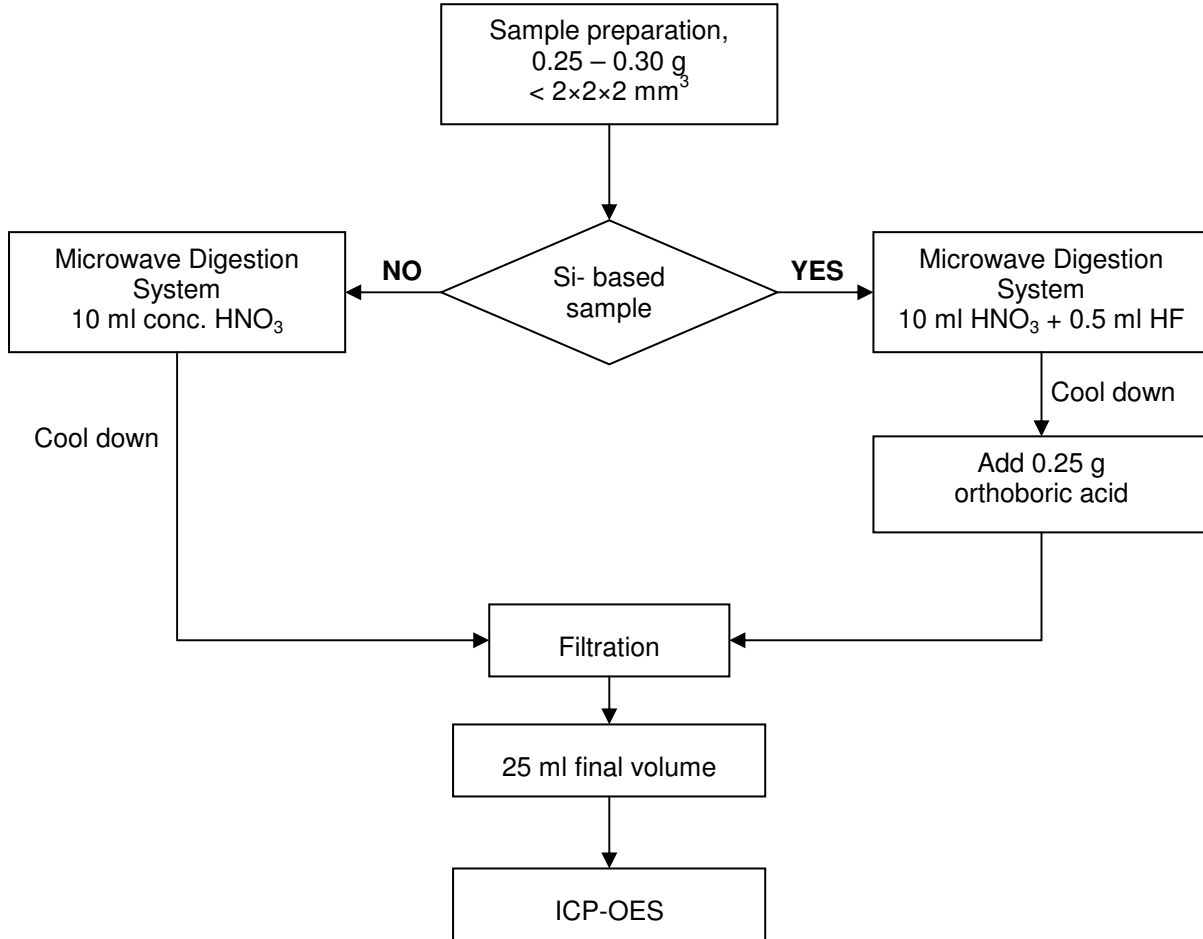 Sample preparation,
0.25 – 0.30 g
< 2×2×2 mm³
Microwave Digestion
System
10 ml conc. HNO₃
NO
Si- based
sample
YES
Microwave Digestion
System
10 ml HNO₃ + 0.5 ml HF
Cool down
Cool down
Add 0.25 g
orthoboric acid
Filtration
25 ml final volume
ICP-OES